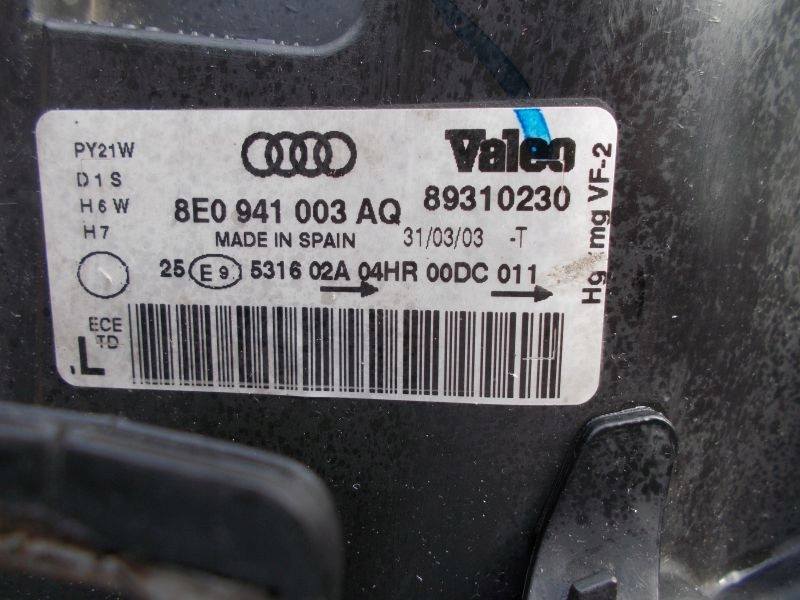 PY21W
D1S
H6W
H7
Valeo
8E0 941 003 AQ 89310230
MADE IN SPAIN 31/03/03 -T
25 E9 5316 02A 04HR 00DC 011
ECE
TD
.L
Hg mg VF-2